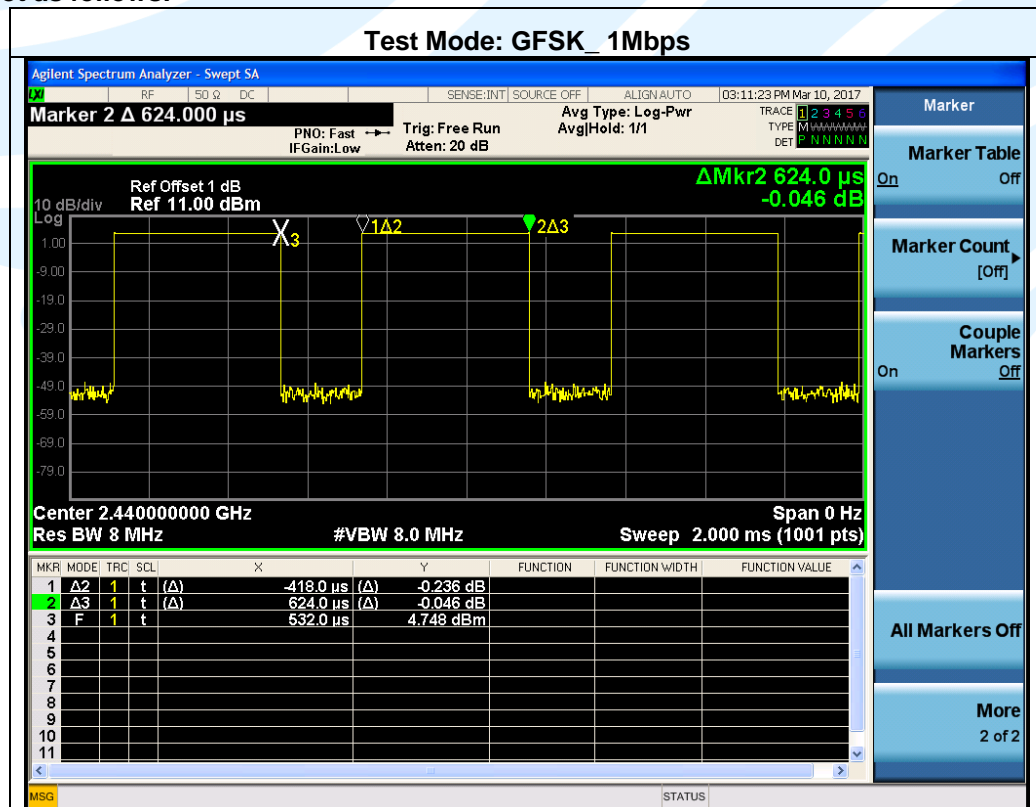 Test Mode: GFSK_ 1Mbps
Agilent Spectrum Analyzer - Swept SA
LXI RF 50 Ω DC SENSE:INT SOURCE OFF ALIGN AUTO 03:11:23 PM Mar 10, 2017
Marker 2 Δ 624.000 µs
PNO: Fast
IFGain:Low
Trig: Free Run
Atten: 20 dB
Avg Type: Log-Pwr
Avg|Hold: 1/1
TRACE 1 2 3 4 5 6
TYPE M
DET P N N N N N
ΔMkr2 624.0 µs
-0.046 dB
Ref Offset 1 dB
10 dB/div Ref 11.00 dBm
Log
1.00
-9.00
-19.0
-29.0
-39.0
-49.0
-59.0
-69.0
-79.0
X3 1Δ2 2Δ3
Center 2.440000000 GHz Span 0 Hz
Res BW 8 MHz #VBW 8.0 MHz Sweep 2.000 ms (1001 pts)
MKR MODE TRC SCL X Y FUNCTION FUNCTION WIDTH FUNCTION VALUE
1 Δ2 1 t (Δ) -418.0 µs (Δ) -0.236 dB
2 Δ3 1 t (Δ) 624.0 µs (Δ) -0.046 dB
3 F 1 t 532.0 µs 4.748 dBm
4
5
6
7
8
9
10
11
MSG STATUS
Marker
Marker Table
On Off
Marker Count
[Off]
Couple
Markers
On Off
All Markers Off
More
2 of 2